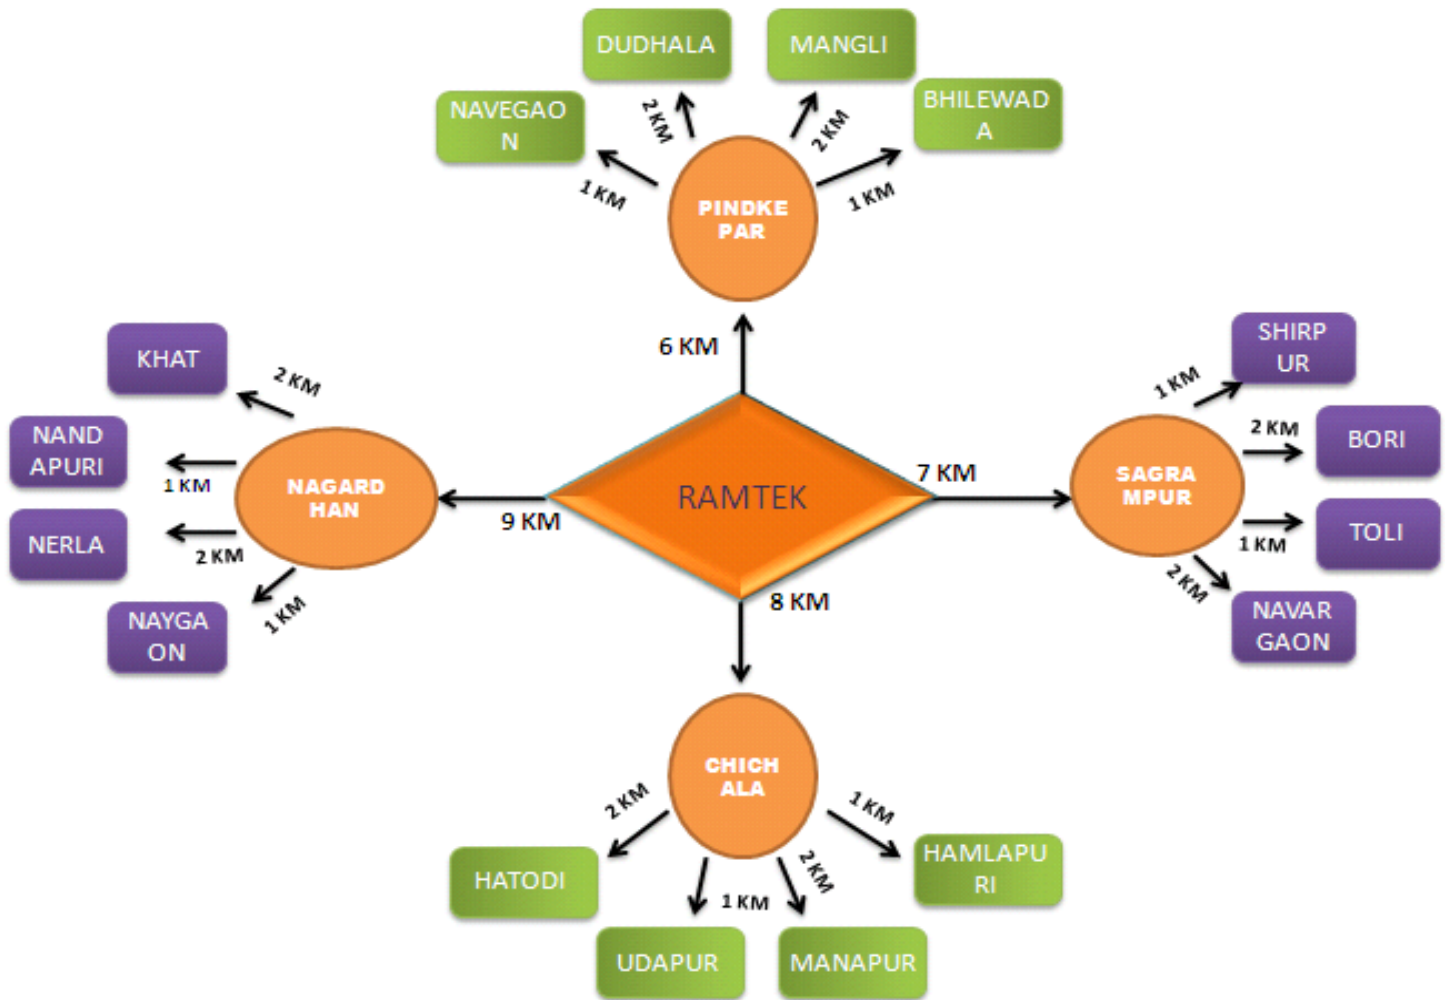 DUDHALA
MANGLI
NAVEGAO
N
BHILEWAD
A
2 KM
2 KM
1 KM
1 KM
PINDKE
PAR
6 KM
KHAT
2 KM
NAND
APURI
1 KM
NERLA
2 KM
NAYGA
ON
1 KM
NAGARD
HAN
9 KM
RAMTEK
7 KM
SAGRA
MPUR
1 KM
SHIRP
UR
2 KM
BORI
1 KM
TOLI
2 KM
NAVAR
GAON
8 KM
CHICH
ALA
2 KM
1 KM
HATODI
1 KM
2 KM
HAMLAPU
RI
UDAPUR
MANAPUR